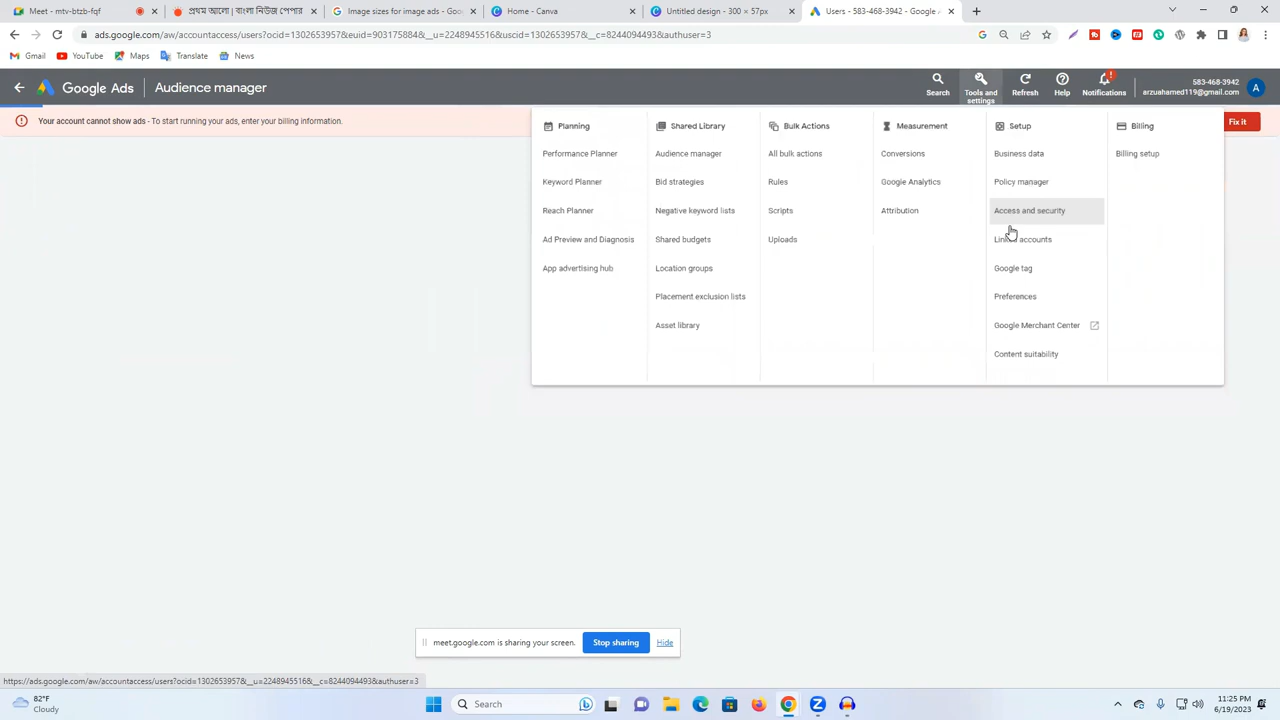 Meet - mtv-btzb-fqf
প্রথম আলো | বাংলা নিউজ পেপার
Image sizes for image ads - Goo
Home - Canva
Untitled design - 300 × 57px
Users - 583-468-3942 - Google A
ads.google.com/aw/accountaccess/users?ocid=1302653957&euid=903175884&__u=2248945516&uscid=1302653957&__c=8244094493&authuser=3
Gmail
YouTube
Maps
Translate
News
Google Ads
Audience manager
Search
Tools and settings
Refresh
Help
Notifications
583-468-3942
arzuahamed119@gmail.com
A
Your account cannot show ads - To start running your ads, enter your billing information.
Fix it
Planning
Performance Planner
Keyword Planner
Reach Planner
Ad Preview and Diagnosis
App advertising hub
Shared Library
Audience manager
Bid strategies
Negative keyword lists
Shared budgets
Location groups
Placement exclusion lists
Asset library
Bulk Actions
All bulk actions
Rules
Scripts
Uploads
Measurement
Conversions
Google Analytics
Attribution
Setup
Business data
Policy manager
Access and security
Linked accounts
Google tag
Preferences
Google Merchant Center
Content suitability
Billing
Billing setup
meet.google.com is sharing your screen.
Stop sharing
Hide
https://ads.google.com/aw/accountaccess/users?ocid=1302653957&__u=2248945516&__c=8244094493&authuser=3
82°F
Cloudy
Search
11:25 PM
6/19/2023